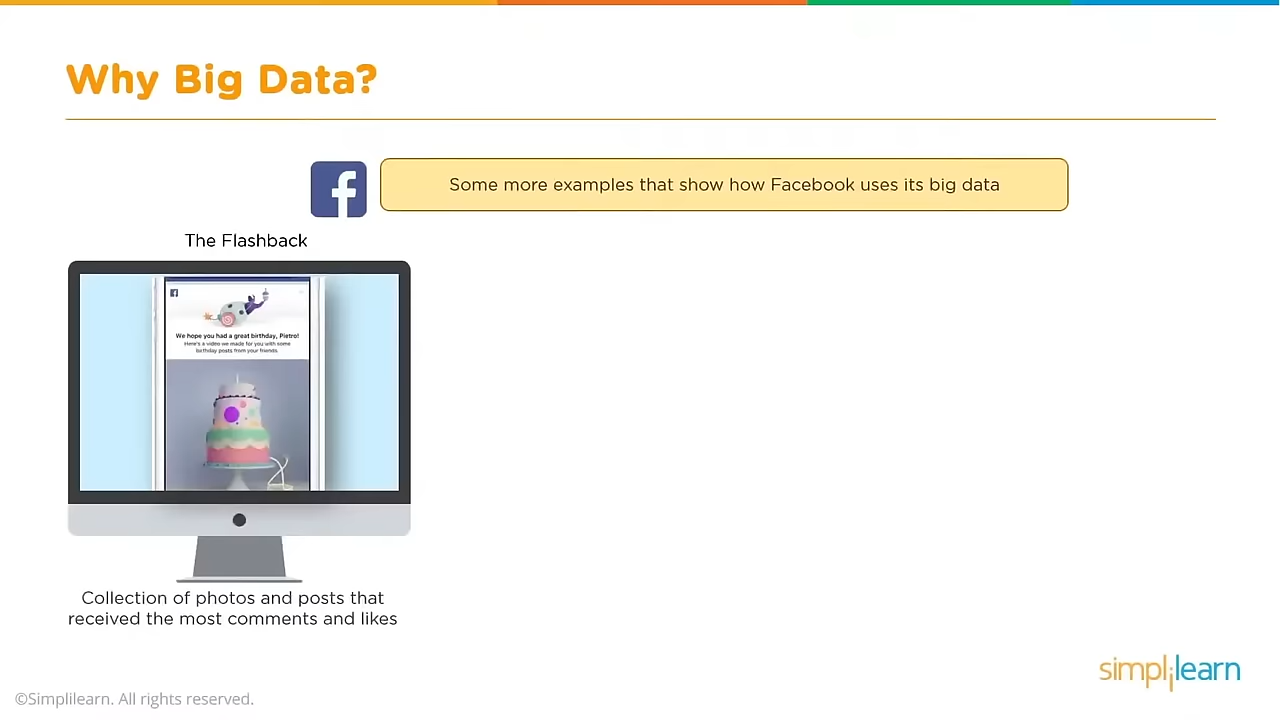 Why Big Data?
Some more examples that show how Facebook uses its big data
The Flashback
We hope you had a great birthday, Pietro!
Here's a video we made for you with some
birthday posts from your friends.
Collection of photos and posts that
received the most comments and likes
simplilearn
©Simplilearn. All rights reserved.